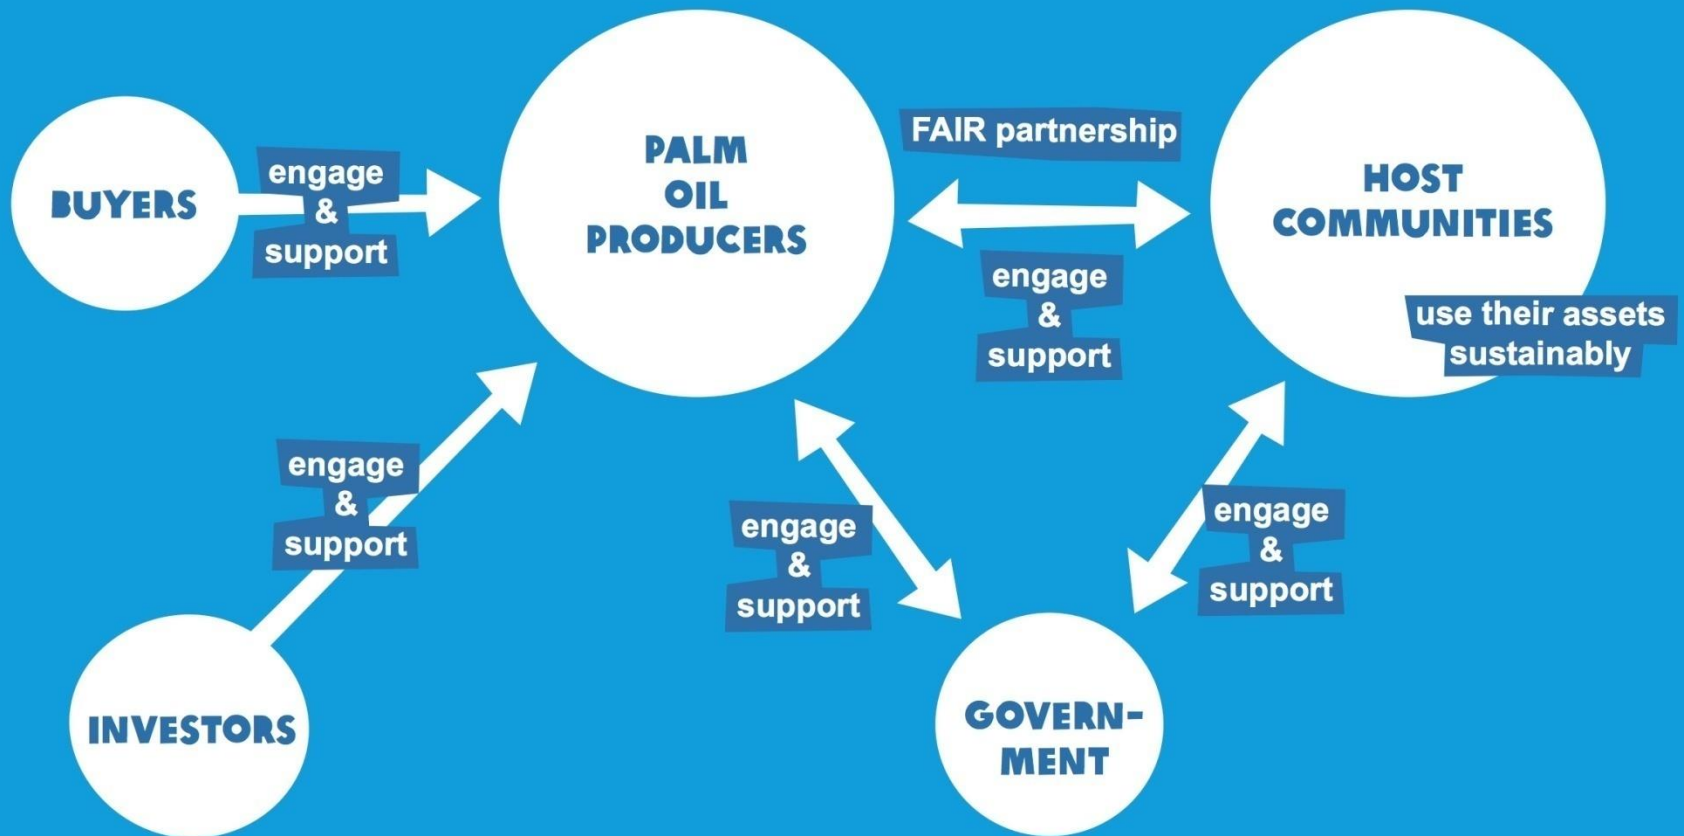 BUYERS
engage
&
support
PALM
OIL
PRODUCERS
FAIR partnership
engage
&
support
HOST
COMMUNITIES
use their assets
sustainably
engage
&
support
INVESTORS
engage
&
support
GOVERN-
MENT
engage
&
support